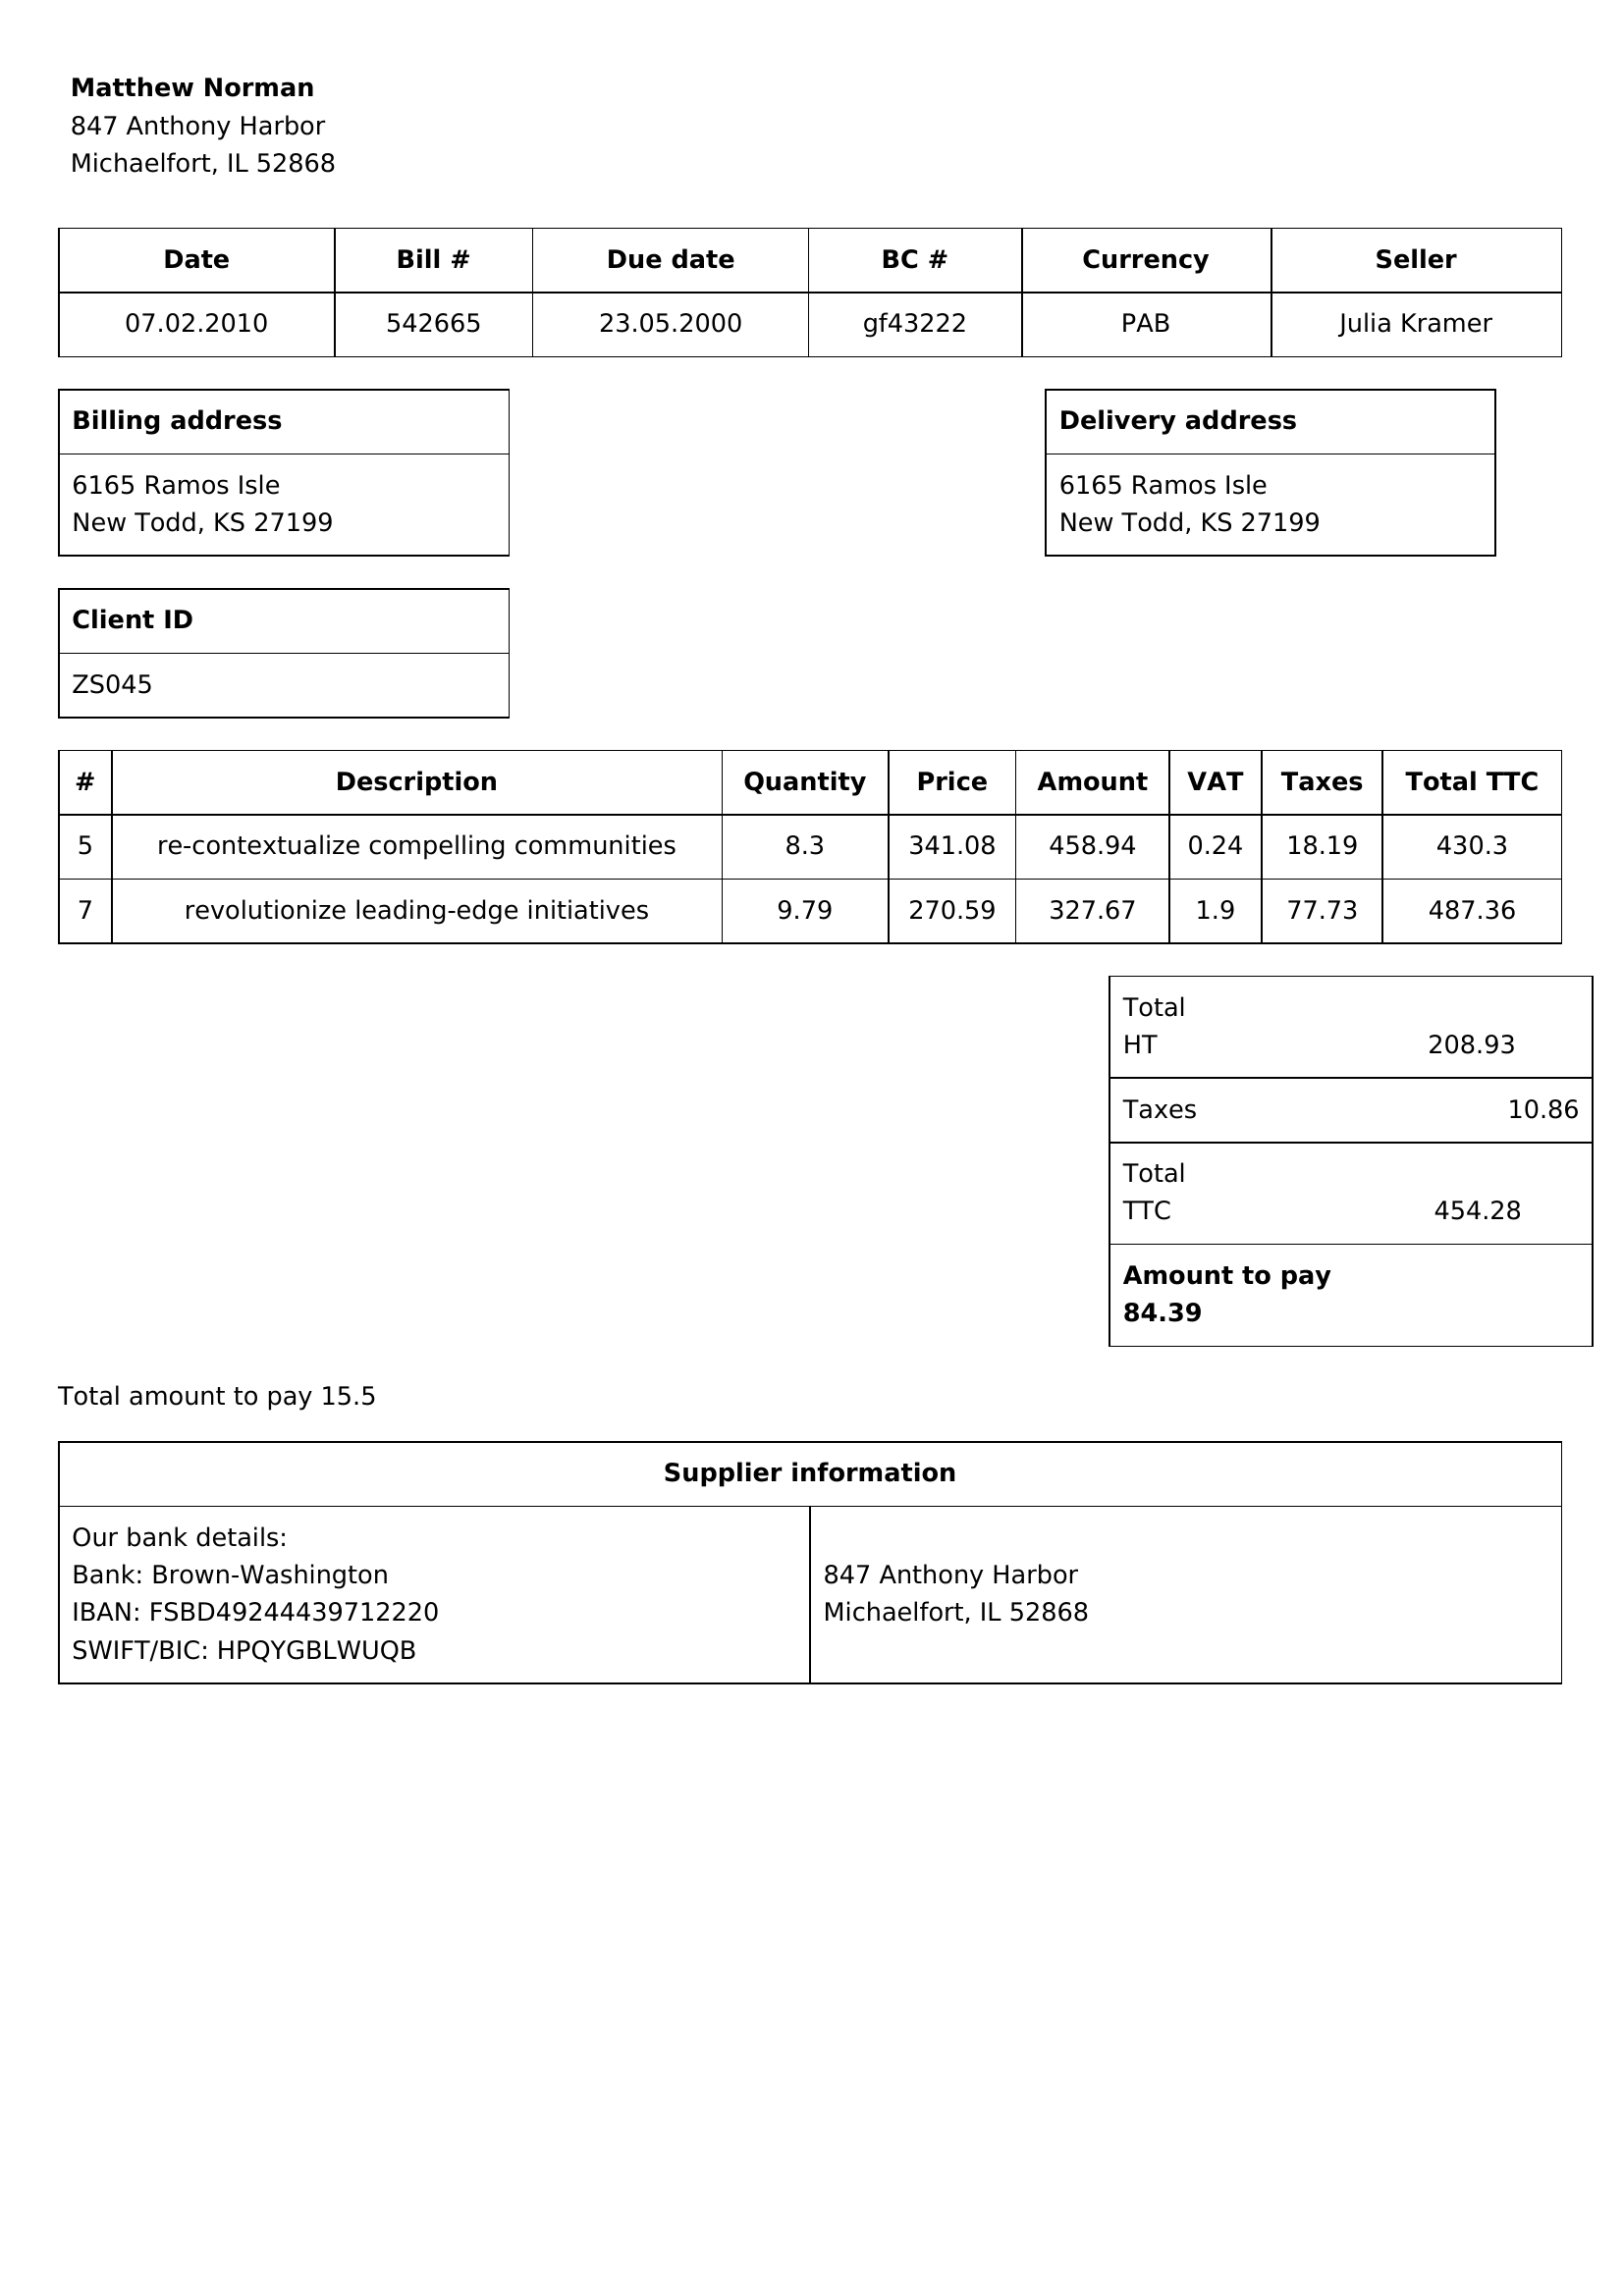 Matthew Norman
847 Anthony Harbor
Michaelfort, IL 52868
Date Bill # Due date BC # Currency Seller
07.02.2010 542665 23.05.2000 gf43222 PAB Julia Kramer
Billing address
6165 Ramos Isle
New Todd, KS 27199
Delivery address
6165 Ramos Isle
New Todd, KS 27199
Client ID
ZS045
# Description Quantity Price Amount VAT Taxes Total TTC
5 re-contextualize compelling communities 8.3 341.08 458.94 0.24 18.19 430.3
7 revolutionize leading-edge initiatives 9.79 270.59 327.67 1.9 77.73 487.36
Total
HT 208.93
Taxes 10.86
Total
TTC 454.28
Amount to pay
84.39
Total amount to pay 15.5
Supplier information
Our bank details:
Bank: Brown-Washington
IBAN: FSBD49244439712220
SWIFT/BIC: HPQYGBLWUQB
847 Anthony Harbor
Michaelfort, IL 52868